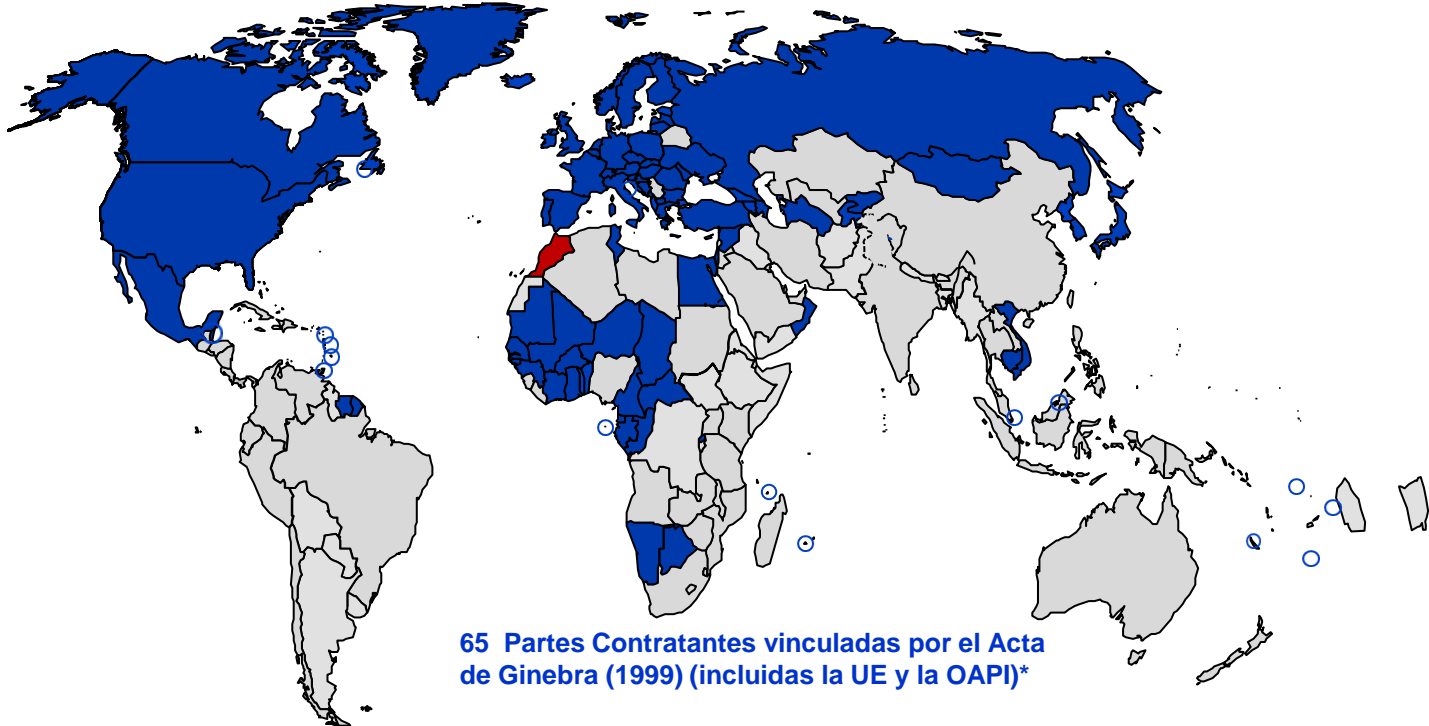 65 Partes Contratantes vinculadas por el Acta
de Ginebra (1999) (incluidas la UE y la OAPI)*